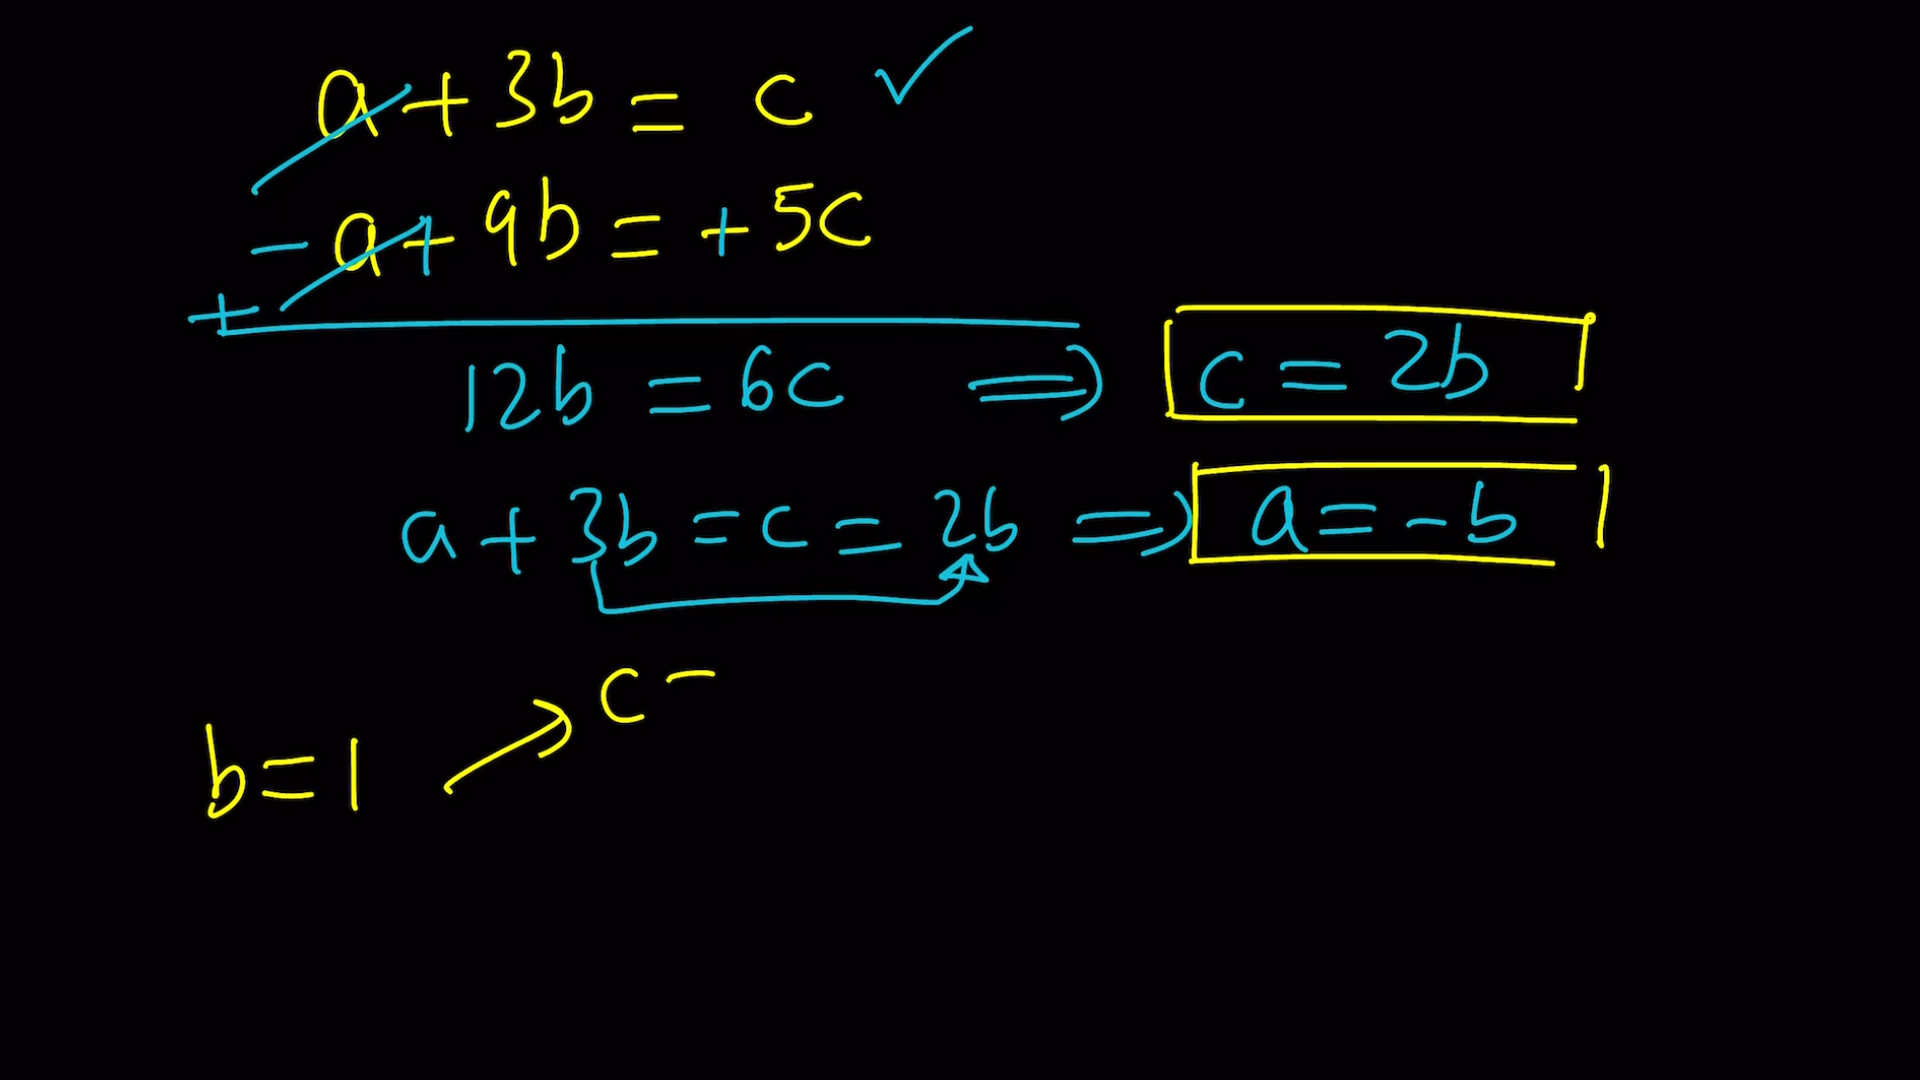 a + 3b = c ✓
- a + 9b = + 5c
+
12b = 6c ⟹ c = 2b
a + 3b = c = 2b ⟹ a = - b
c -
b = 1 →